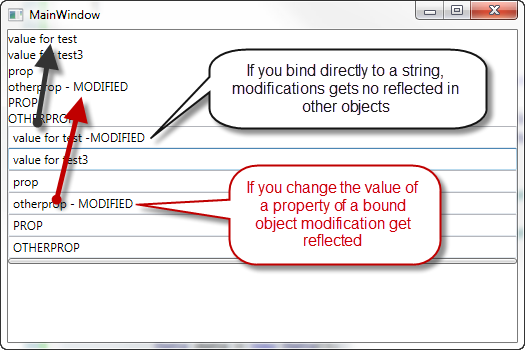 MainWindow
value for test
value for test3
prop
otherprop - MODIFIED
PROP
OTHERPROP
value for test -MODIFIED
value for test3
prop
otherprop - MODIFIED
PROP
OTHERPROP
If you bind directly to a string,
modifications gets no reflected in
other objects
If you change the value of
a property of a bound
object modification get
reflected